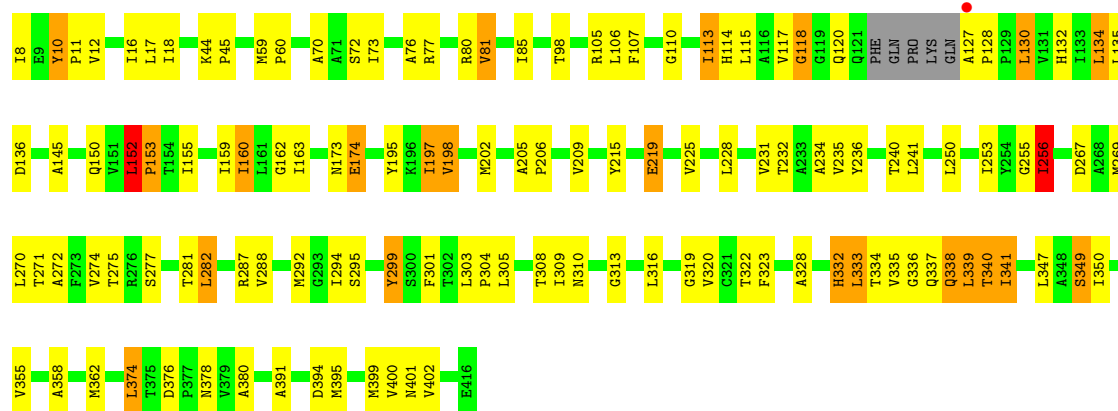 I8 E9 Y10 P11 V12 I16 L17 I18 K44 P45 M59 P60 A70 A71 S72 I73 A76 R77 R80 V81 I85 T98 R105 L106 F107 G110 I113 H114 L115 A116 V117 G118 G119 Q120 Q121 PHE GLN PRO LYS GLN A127 P128 P129 L130 V131 H132 I133 L134 L135
D136 A145 Q150 V151 L152 P153 T154 I155 I159 I160 L161 G162 I163 N173 E174 Y195 K196 I197 V198 M202 A205 P206 V209 Y215 E219 V225 L228 V231 T232 A233 A234 V235 Y236 T240 L241 L250 I253 Y254 G255 I256 D267 A268 M269
L270 T271 A272 F273 V274 T275 R276 S277 T281 L282 R287 V288 M292 G293 I294 S295 Y299 S300 F301 T302 L303 P304 L305 T308 I309 N310 G313 L316 G319 V320 C321 T322 F323 A328 H332 L333 T334 V335 G336 Q337 Q338 L339 T340 I341 L347 A348 S349 I350
V355 A358 M362 L374 T375 D376 P377 N378 V379 A380 A391 D394 M395 M399 V400 N401 V402 E416